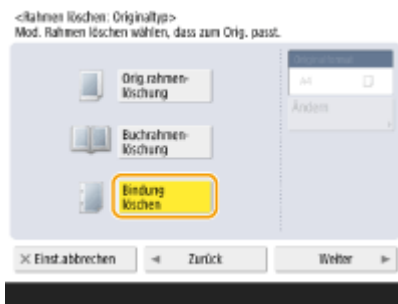 <Rahmen löschen: Originaltyp>
Mod. Rahmen löschen wählen, dass zum Orig. passt.
Orig.rahmen-
löschung
A4
Ändern
Buchrahmen-
löschung
Bindung
löschen
× Einst.abbrechen
Zurück
Weiter